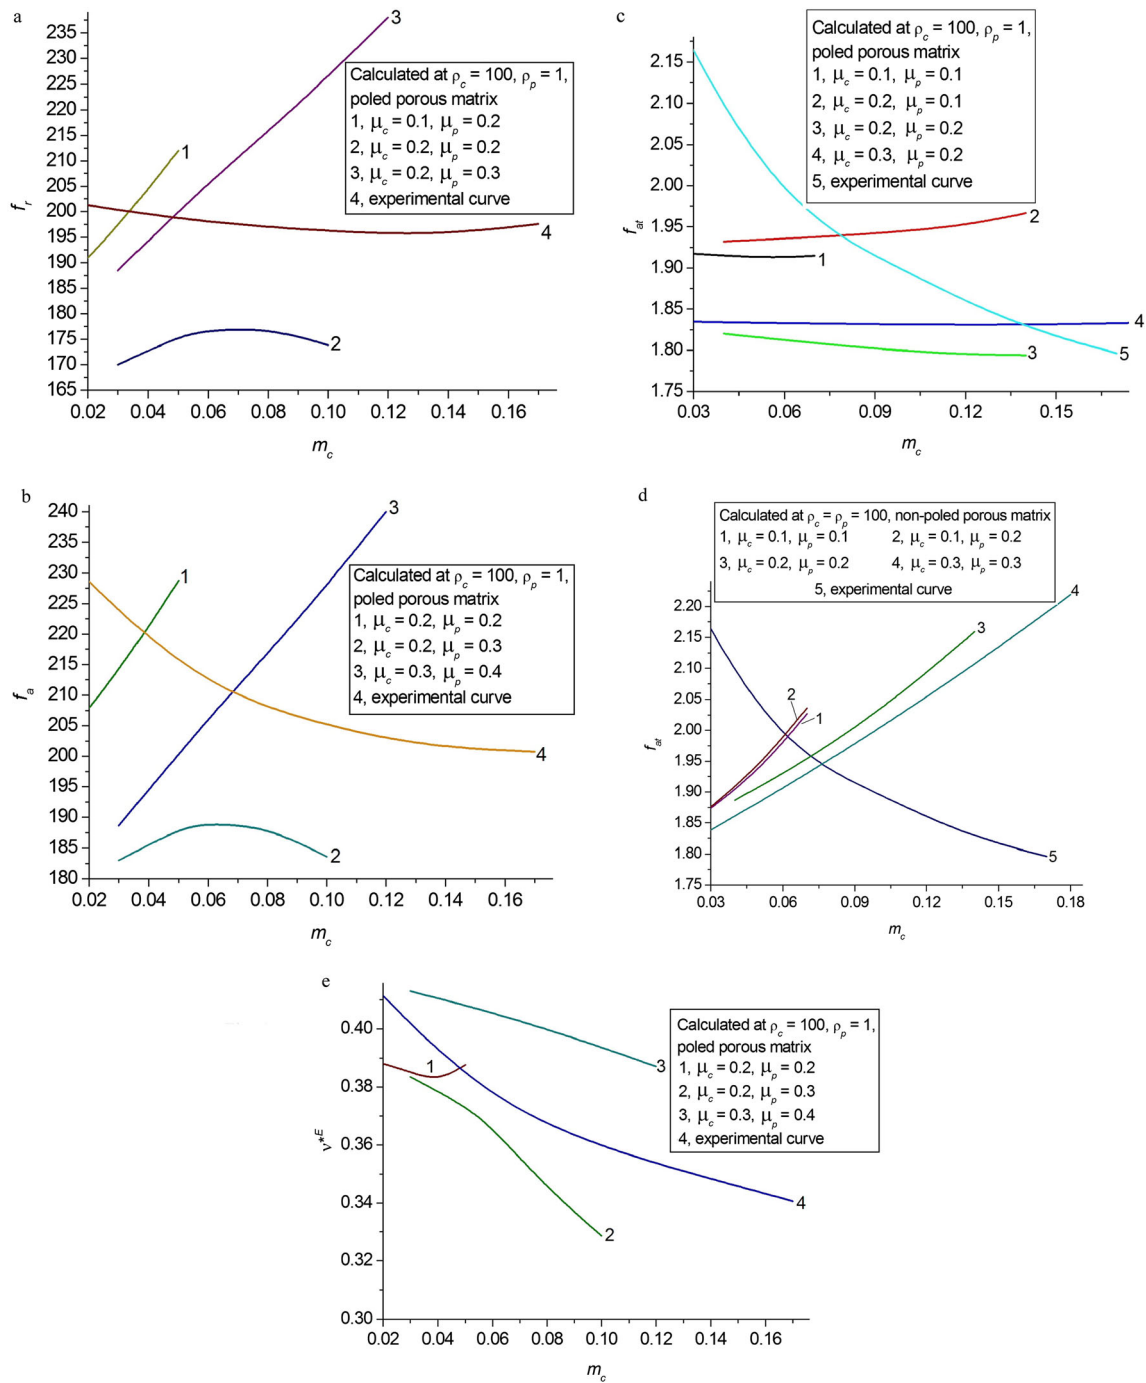 a
235
230
225
220
215
210
205
200
195
190
185
180
175
170
165
f_r
0.02 0.04 0.06 0.08 0.10 0.12 0.14 0.16
m_c
Calculated at ρ_c = 100, ρ_p = 1,
poled porous matrix
1, μ_c = 0.1, μ_p = 0.2
2, μ_c = 0.2, μ_p = 0.2
3, μ_c = 0.2, μ_p = 0.3
4, experimental curve
1
2
3
4
c
2.15
2.10
2.05
2.00
1.95
1.90
1.85
1.80
1.75
f_at
0.03 0.06 0.09 0.12 0.15
m_c
Calculated at ρ_c = 100, ρ_p = 1,
poled porous matrix
1, μ_c = 0.1, μ_p = 0.1
2, μ_c = 0.2, μ_p = 0.1
3, μ_c = 0.2, μ_p = 0.2
4, μ_c = 0.3, μ_p = 0.2
5, experimental curve
1
2
3
4
5
b
240
235
230
225
220
215
210
205
200
195
190
185
180
f_a
0.02 0.04 0.06 0.08 0.10 0.12 0.14 0.16
m_c
Calculated at ρ_c = 100, ρ_p = 1,
poled porous matrix
1, μ_c = 0.2, μ_p = 0.2
2, μ_c = 0.2, μ_p = 0.3
3, μ_c = 0.3, μ_p = 0.4
4, experimental curve
1
2
3
4
d
Calculated at ρ_c = ρ_p = 100, non-poled porous matrix
1, μ_c = 0.1, μ_p = 0.1 2, μ_c = 0.1, μ_p = 0.2
3, μ_c = 0.2, μ_p = 0.2 4, μ_c = 0.3, μ_p = 0.3
5, experimental curve
2.20
2.15
2.10
2.05
2.00
1.95
1.90
1.85
1.80
1.75
f_at
0.03 0.06 0.09 0.12 0.15 0.18
m_c
1
2
3
4
5
e
0.40
0.38
0.36
0.34
0.32
0.30
ν*^E
0.02 0.04 0.06 0.08 0.10 0.12 0.14 0.16
m_c
Calculated at ρ_c = 100, ρ_p = 1,
poled porous matrix
1, μ_c = 0.2, μ_p = 0.2
2, μ_c = 0.2, μ_p = 0.3
3, μ_c = 0.3, μ_p = 0.4
4, experimental curve
1
2
3
4